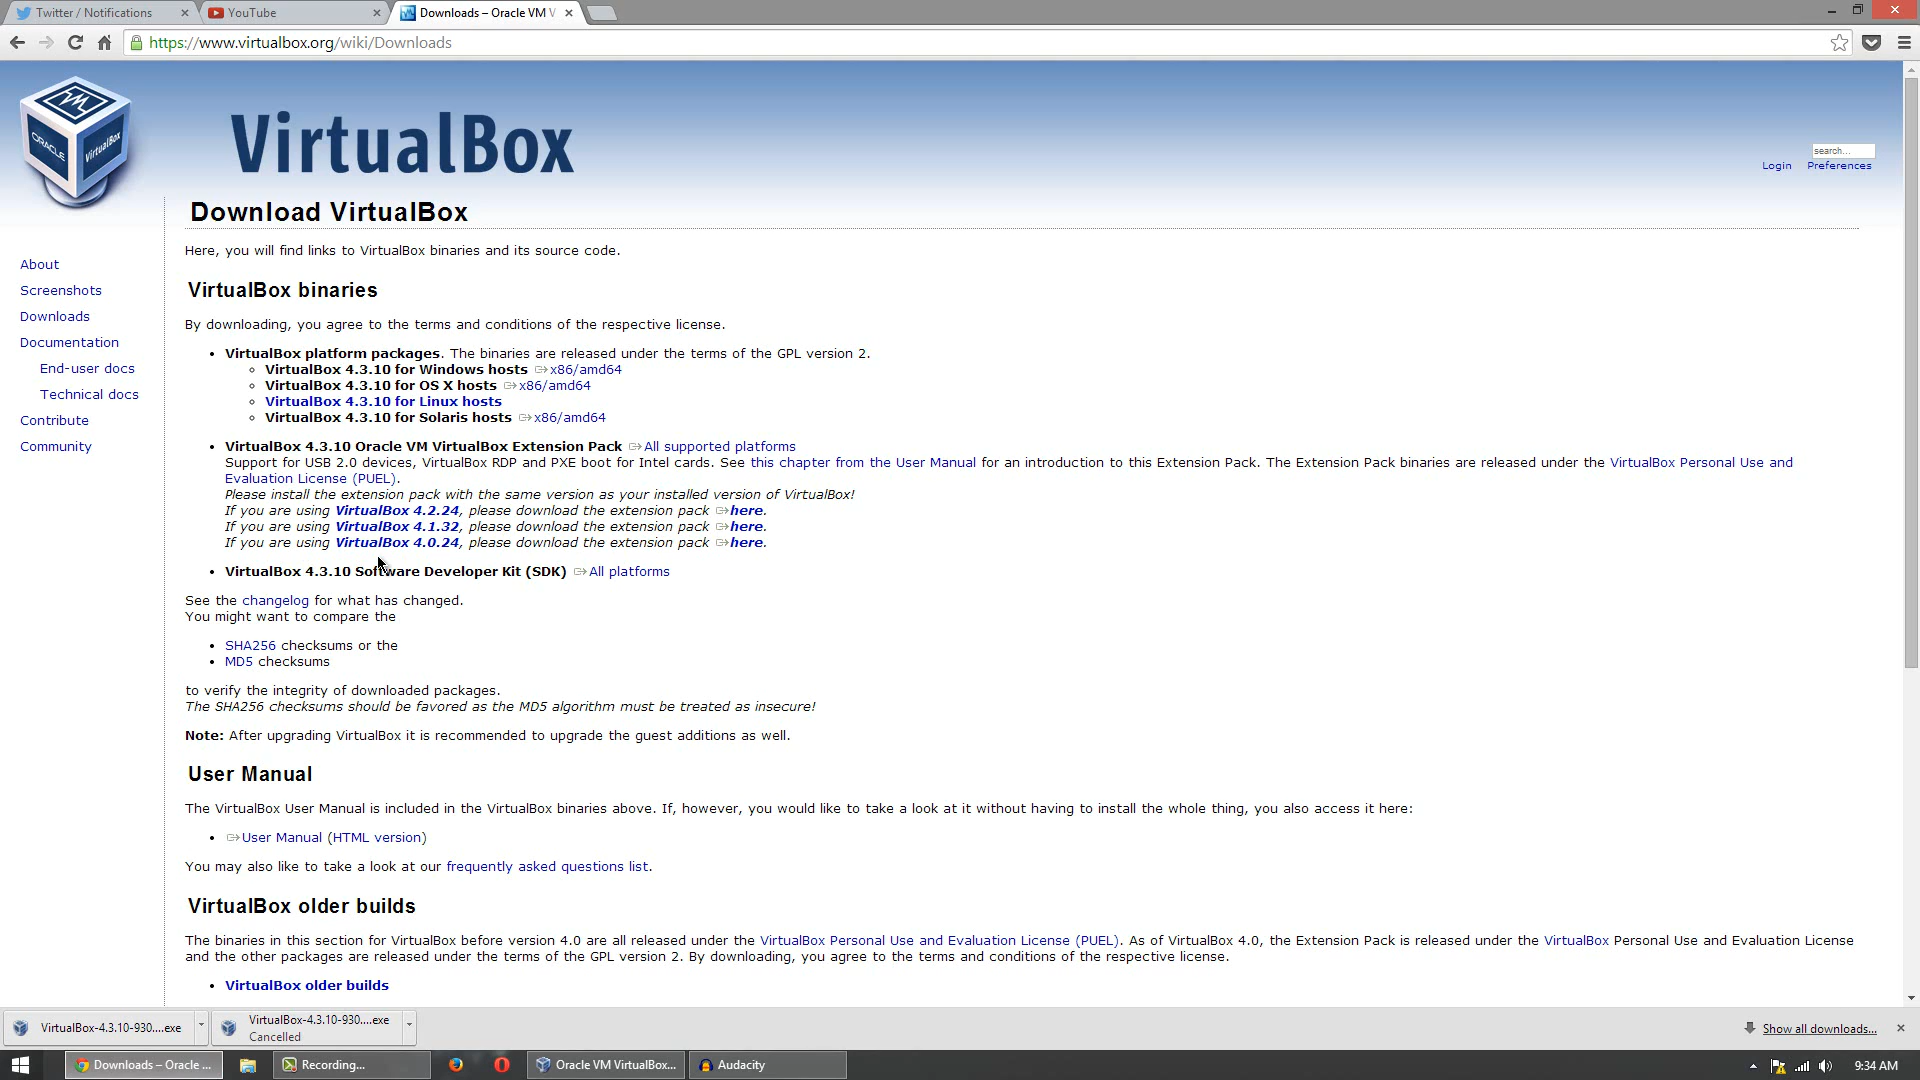 Twitter / Notifications
YouTube
Downloads – Oracle VM V
https://www.virtualbox.org/wiki/Downloads
ORACLE
VirtualBox
VirtualBox
search...
Login Preferences
Download VirtualBox
Here, you will find links to VirtualBox binaries and its source code.
About
Screenshots
Downloads
Documentation
End-user docs
Technical docs
Contribute
Community
VirtualBox binaries
By downloading, you agree to the terms and conditions of the respective license.
VirtualBox platform packages. The binaries are released under the terms of the GPL version 2.
VirtualBox 4.3.10 for Windows hosts x86/amd64
VirtualBox 4.3.10 for OS X hosts x86/amd64
VirtualBox 4.3.10 for Linux hosts
VirtualBox 4.3.10 for Solaris hosts x86/amd64
VirtualBox 4.3.10 Oracle VM VirtualBox Extension Pack All supported platforms
Support for USB 2.0 devices, VirtualBox RDP and PXE boot for Intel cards. See this chapter from the User Manual for an introduction to this Extension Pack. The Extension Pack binaries are released under the VirtualBox Personal Use and
Evaluation License (PUEL).
Please install the extension pack with the same version as your installed version of VirtualBox!
If you are using VirtualBox 4.2.24, please download the extension pack here.
If you are using VirtualBox 4.1.32, please download the extension pack here.
If you are using VirtualBox 4.0.24, please download the extension pack here.
VirtualBox 4.3.10 Software Developer Kit (SDK) All platforms
See the changelog for what has changed.
You might want to compare the
SHA256 checksums or the
MD5 checksums
to verify the integrity of downloaded packages.
The SHA256 checksums should be favored as the MD5 algorithm must be treated as insecure!
Note: After upgrading VirtualBox it is recommended to upgrade the guest additions as well.
User Manual
The VirtualBox User Manual is included in the VirtualBox binaries above. If, however, you would like to take a look at it without having to install the whole thing, you also access it here:
User Manual (HTML version)
You may also like to take a look at our frequently asked questions list.
VirtualBox older builds
The binaries in this section for VirtualBox before version 4.0 are all released under the VirtualBox Personal Use and Evaluation License (PUEL). As of VirtualBox 4.0, the Extension Pack is released under the VirtualBox Personal Use and Evaluation License
and the other packages are released under the terms of the GPL version 2. By downloading, you agree to the terms and conditions of the respective license.
VirtualBox older builds
VirtualBox-4.3.10-930....exe
VirtualBox-4.3.10-930....exe
Cancelled
Show all downloads...
Downloads – Oracle ...
Recording...
Oracle VM VirtualBox...
Audacity
9:34 AM